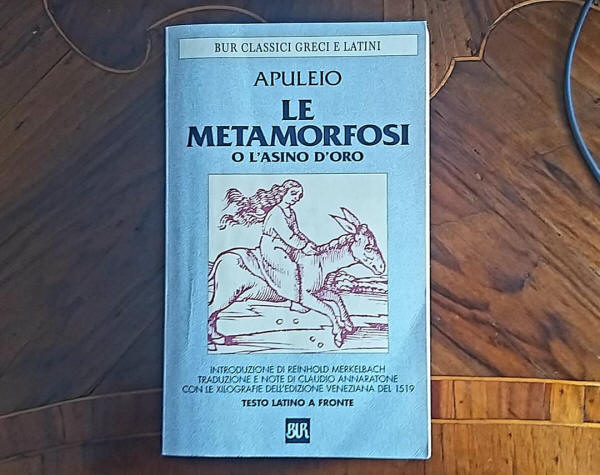 BUR CLASSICI GRECI E LATINI
APULEIO
LE
METAMORFOSI
O L'ASINO D'ORO
INTRODUZIONE DI REINHOLD MERKELBACH
TRADUZIONE E NOTE DI CLAUDIO ANNARATONE
CON LE XILOGRAFIE DELL'EDIZIONE VENEZIANA DEL 1519
TESTO LATINO A FRONTE
BUR